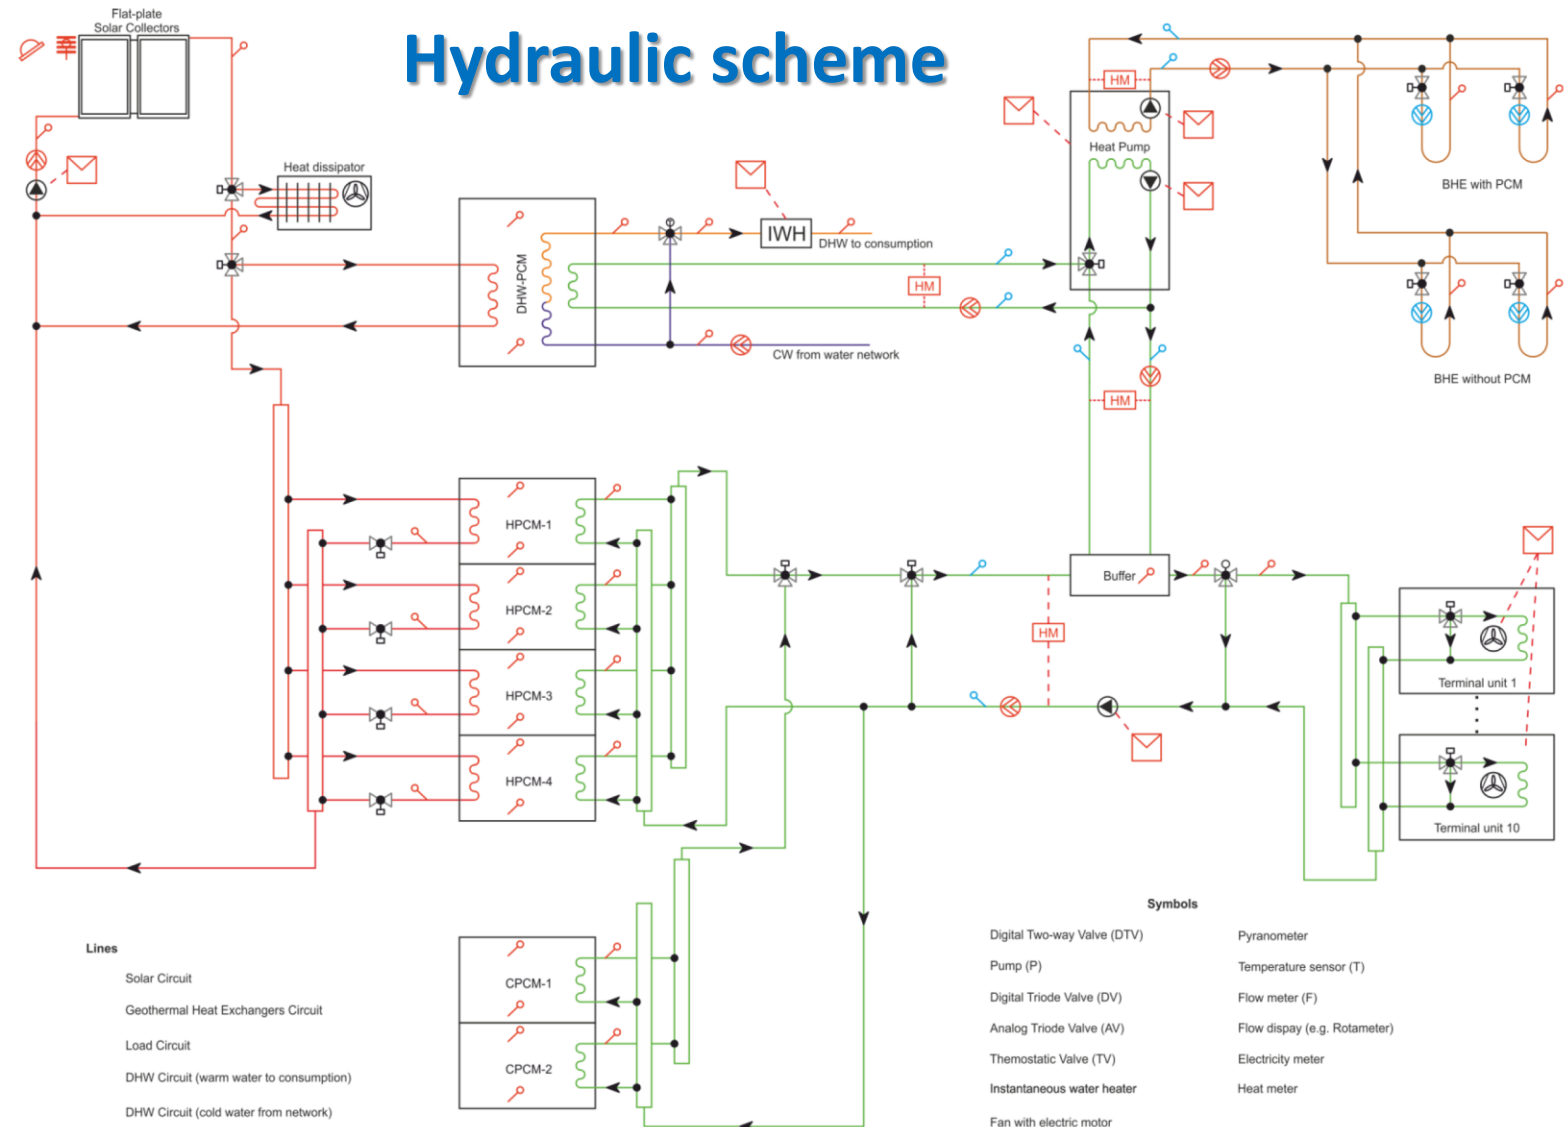 Flat-plate
Solar Collectors
Hydraulic scheme
HM
Heat Pump
BHE with PCM
Heat dissipator
IWH
DHW to consumption
DHW-PCM
HM
CW from water network
HM
BHE without PCM
HPCM-1
HPCM-2
HPCM-3
HPCM-4
Buffer
HM
Terminal unit 1
Terminal unit 10
CPCM-1
CPCM-2
Lines
Solar Circuit
Geothermal Heat Exchangers Circuit
Load Circuit
DHW Circuit (warm water to consumption)
DHW Circuit (cold water from network)
Symbols
Digital Two-way Valve (DTV)
Pump (P)
Digital Triode Valve (DV)
Analog Triode Valve (AV)
Themostatic Valve (TV)
Instantaneous water heater
Fan with electric motor
Pyranometer
Temperature sensor (T)
Flow meter (F)
Flow dispay (e.g. Rotameter)
Electricity meter
Heat meter